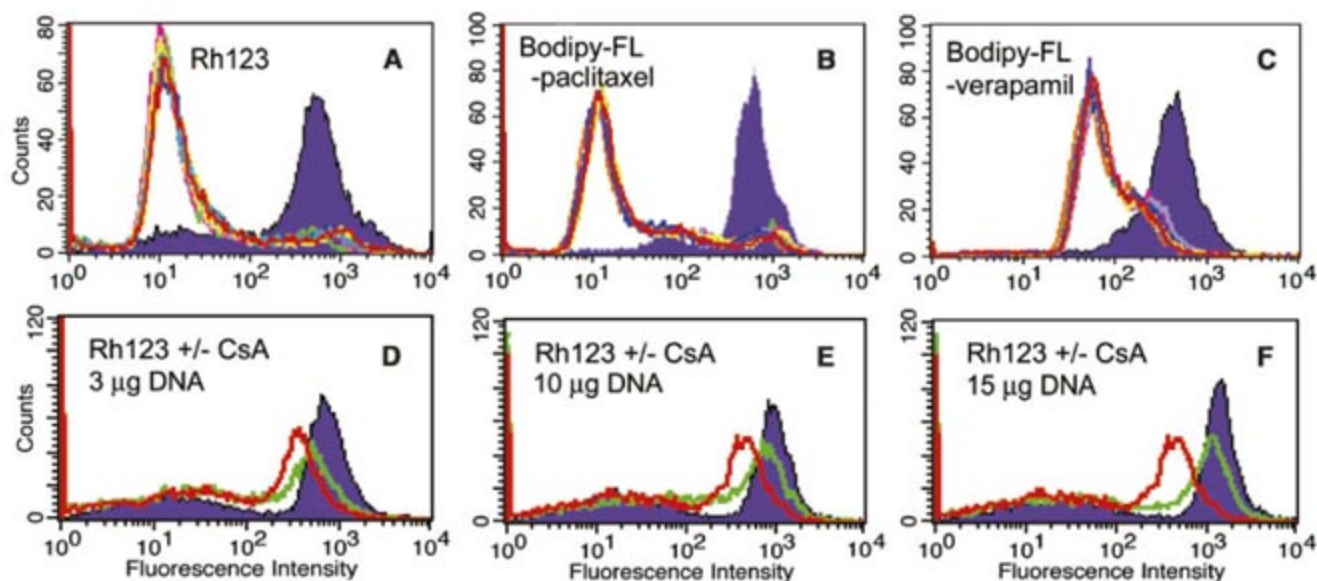 80
60
40
20
0
Counts
Rh123
A
10^0
10^1
10^2
10^3
10^4
100
80
60
40
20
0
Bodipy-FL
-paclitaxel
B
10^0
10^1
10^2
10^3
10^4
100
80
60
40
20
0
Bodipy-FL
-verapamil
C
10^0
10^1
10^2
10^3
10^4
120
0
Counts
Rh123 +/- CsA
3 µg DNA
D
10^0
10^1
10^2
10^3
10^4
Fluorescence Intensity
120
0
Rh123 +/- CsA
10 µg DNA
E
10^0
10^1
10^2
10^3
10^4
Fluorescence Intensity
120
0
Rh123 +/- CsA
15 µg DNA
F
10^0
10^1
10^2
10^3
10^4
Fluorescence Intensity